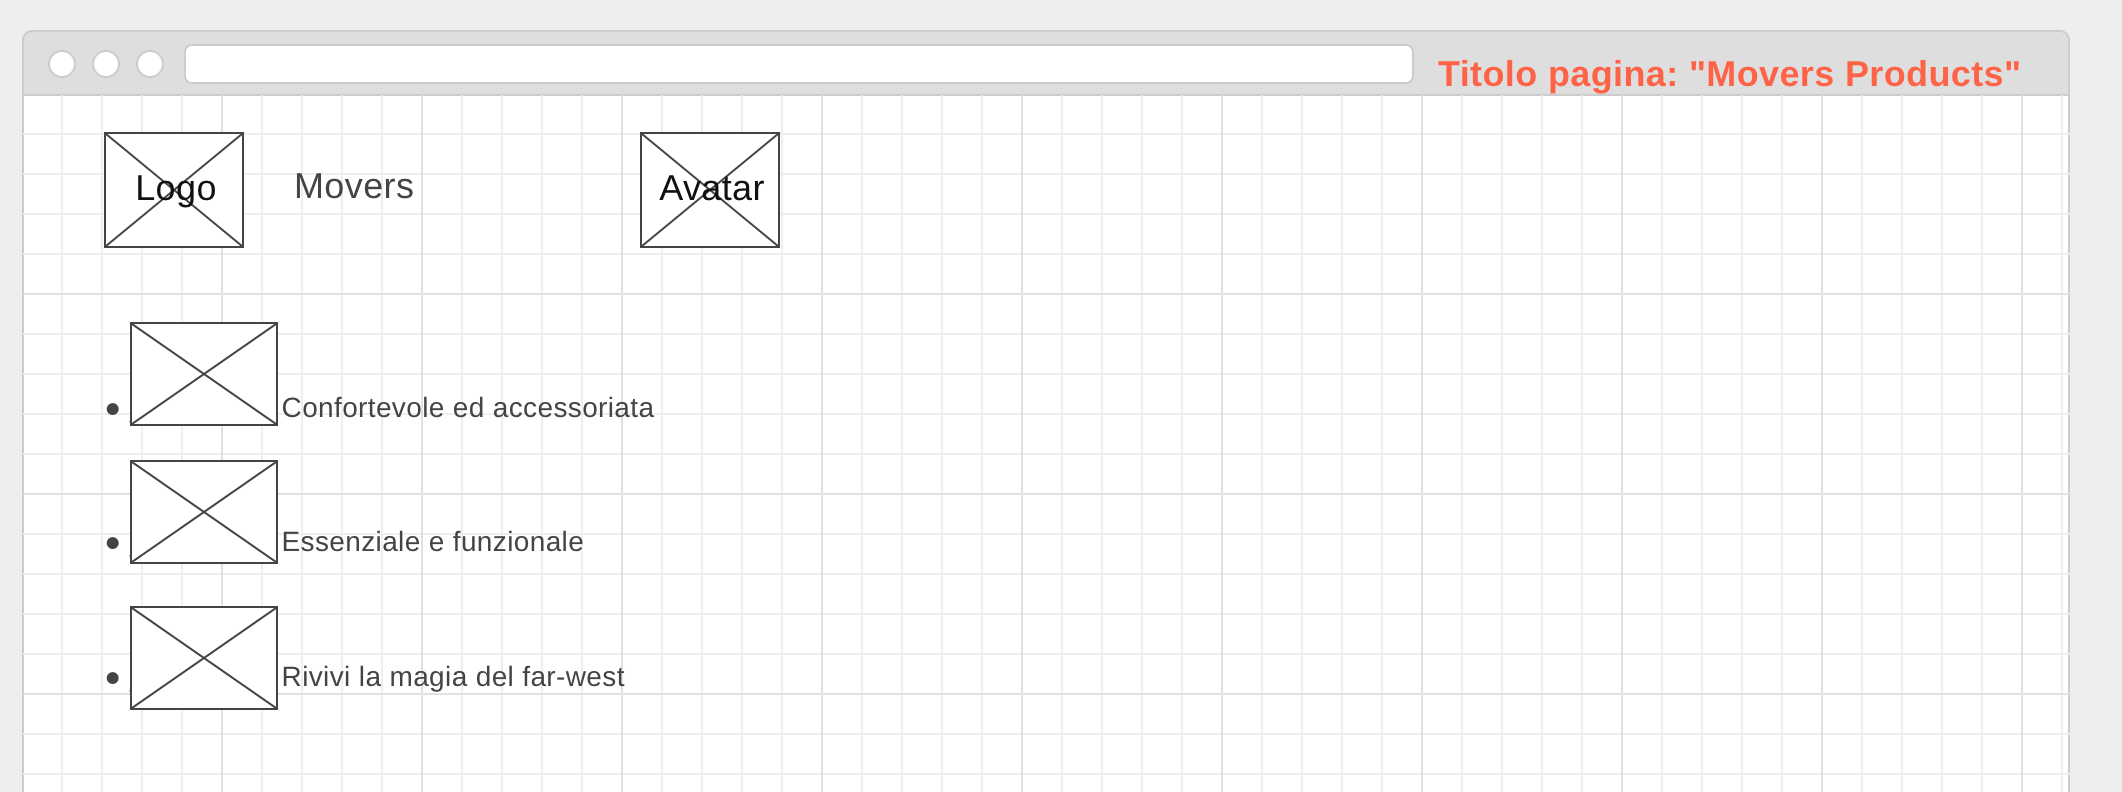 Titolo pagina: "Movers Products"
Logo
Movers
Avatar
• Confortevole ed accessoriata
• Essenziale e funzionale
• Rivivi la magia del far-west